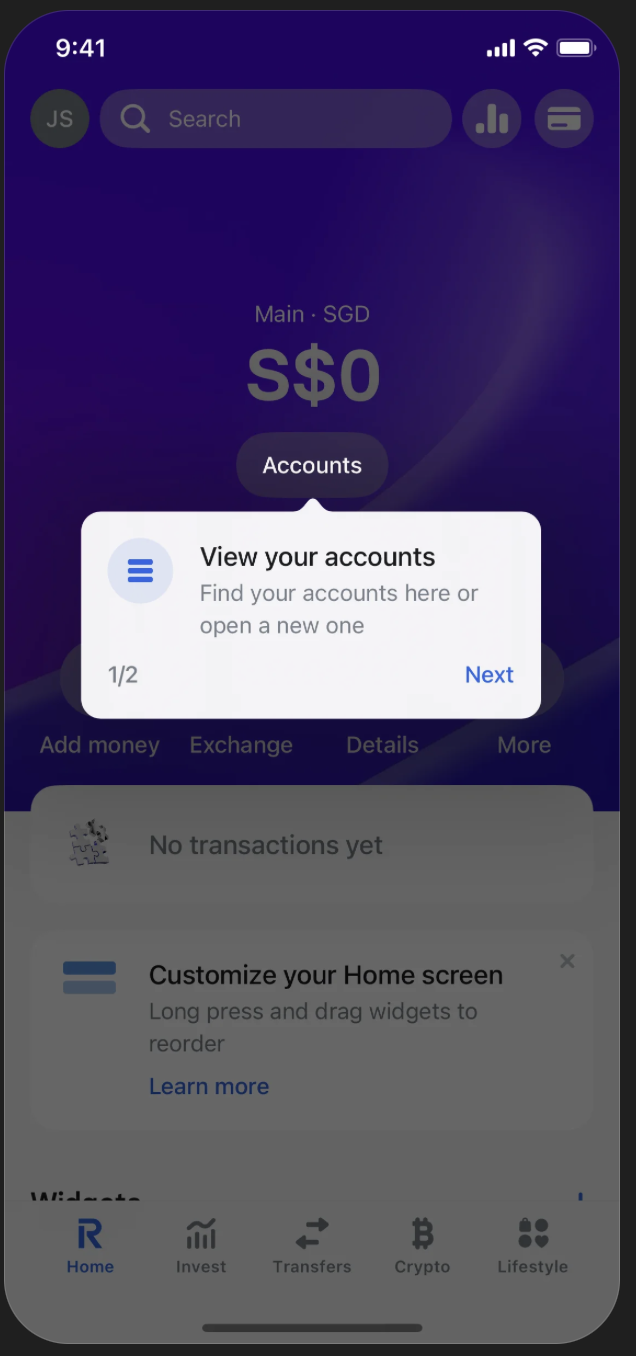 9:41
JS
Search
Main · SGD
S$0
Accounts
View your accounts
Find your accounts here or
open a new one
1/2
Next
Add money
Exchange
Details
More
No transactions yet
Customize your Home screen
Long press and drag widgets to
reorder
Learn more
Widgets
Home
Invest
Transfers
Crypto
Lifestyle